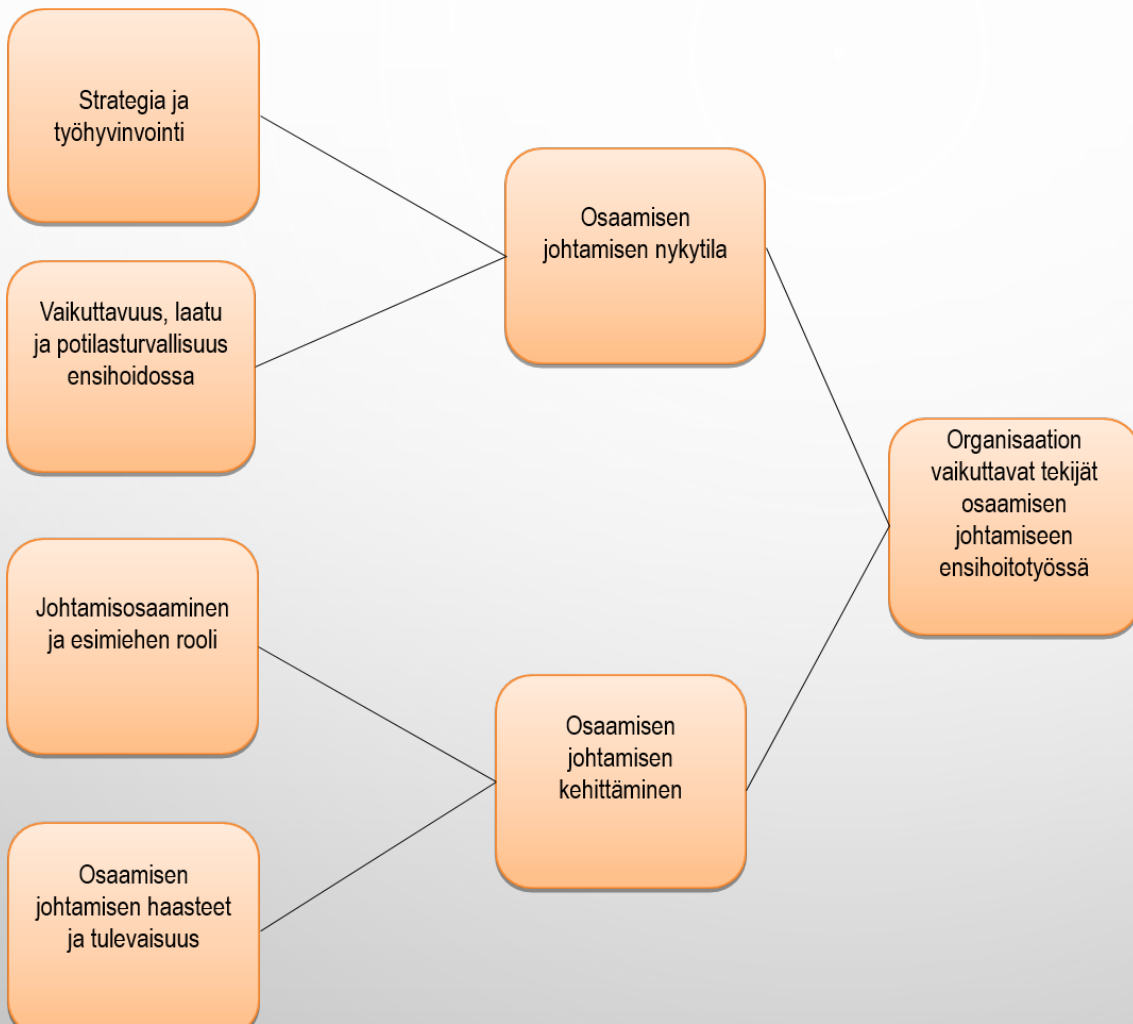 Strategia ja
työhyvinvointi
Vaikuttavuus, laatu
ja potilasturvallisuus
ensihoidossa
Johtamisosaaminen
ja esimiehen rooli
Osaamisen
johtamisen haasteet
ja tulevaisuus
Osaamisen
johtamisen nykytila
Osaamisen
johtamisen
kehittäminen
Organisaation
vaikuttavat tekijät
osaamisen
johtamiseen
ensihoitotyössä